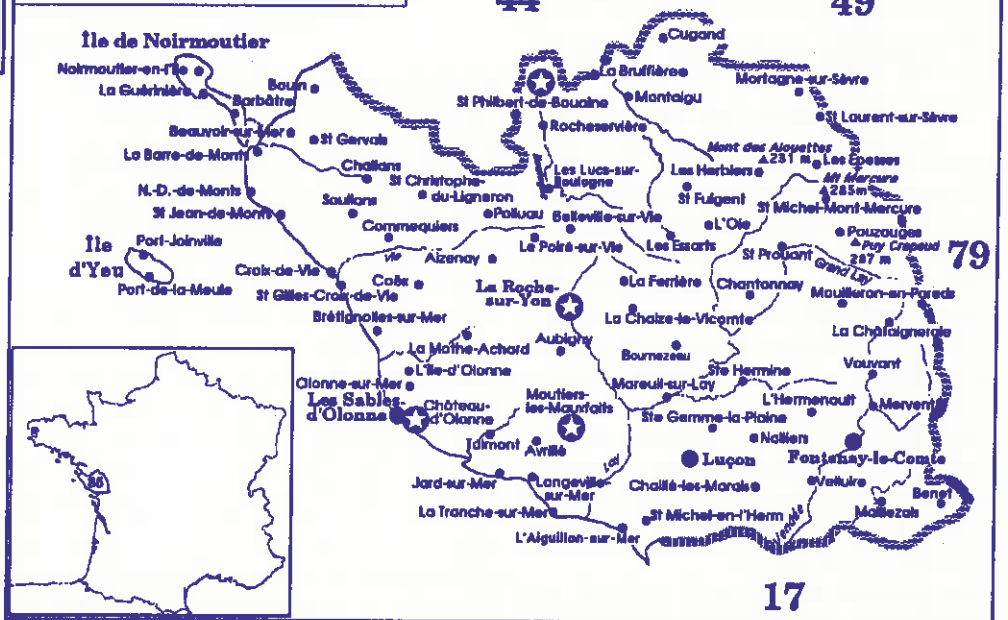 44
49
Île de Noirmoutier
Cugand
Noirmoutier-en-l'Île
La Bruffière
La Guérinière
Bouin
Mortagne-sur-Sèvre
Barbâtre
St Philbert-de-Bouaine
Montaigu
St Laurent-sur-Sèvre
Beauvoir-sur-Mer
St Gervais
Rocheservière
La Barre-de-Monts
Mont des Alouettes
231 m
Les Epesses
Challans
Les Lucs-sur-
Boulogne
Les Herbiers
Mt Mercure
285m
N.-D.-de-Monts
St Christophe-
du-Ligneron
St Fulgent
St Michel-Mont-Mercure
Soullans
St Jean-de-Monts
Palluau
Belleville-sur-Vie
L'Oie
Pouzauges
Commequiers
Le Poiré-sur-Vie
Les Essarts
Puy Crapaud
287 m
79
Île
d'Yeu
Port-Joinville
Vie
Aizenay
St Prouant
Grand Lay
Croix-de-Vie
Port-de-la-Meule
Coëx
La Roche-
sur-Yon
La Ferrière
Chantonnay
Mouilleron-en-Pareds
St Gilles-Croix-de-Vie
Brétignolles-sur-Mer
La Chaize-le-Vicomte
La Châtaigneraie
La Mothe-Achard
Aubigny
Bournezeau
Vouvant
L'Île-d'Olonne
Ste Hermine
Olonne-sur-Mer
Mareuil-sur-Lay
L'Hermenault
Les Sables-
d'Olonne
Château-
d'Olonne
Moutiers-
les-Mauxfaits
Ste Gemme-la-Plaine
Mervent
Talmont
Avrillé
Nalliers
Lay
Luçon
Fontenay-le-Comte
Jard-sur-Mer
Longeville-
sur-Mer
Chaillé-les-Marais
Velluire
Benet
La Tranche-sur-Mer
Maillezais
St Michel-en-l'Herm
Vendée
L'Aiguillon-sur-Mer
85
17